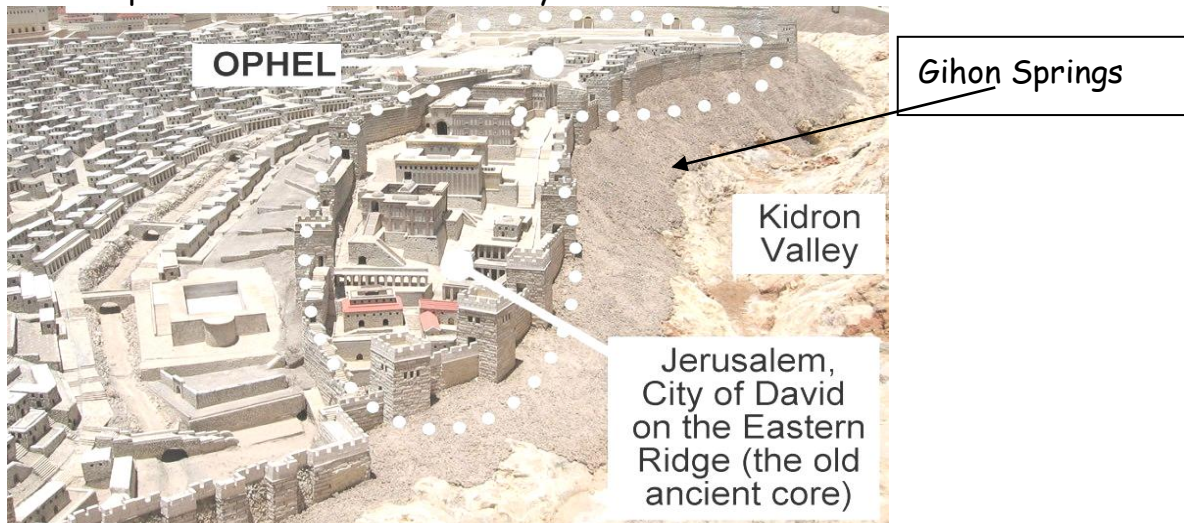 OPHEL
Gihon Springs
Kidron
Valley
Jerusalem,
City of David
on the Eastern
Ridge (the old
ancient core)